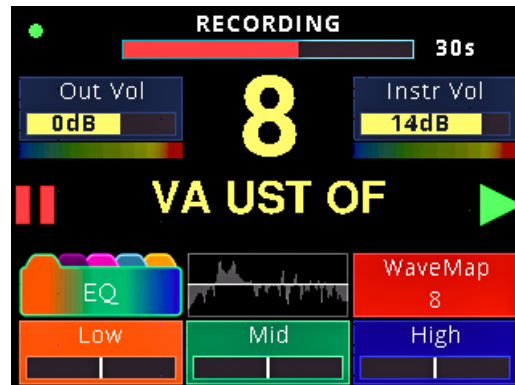 RECORDING
30s
Out Vol
0dB
8
Instr Vol
14dB
VA UST OF
EQ
WaveMap
8
Low
Mid
High